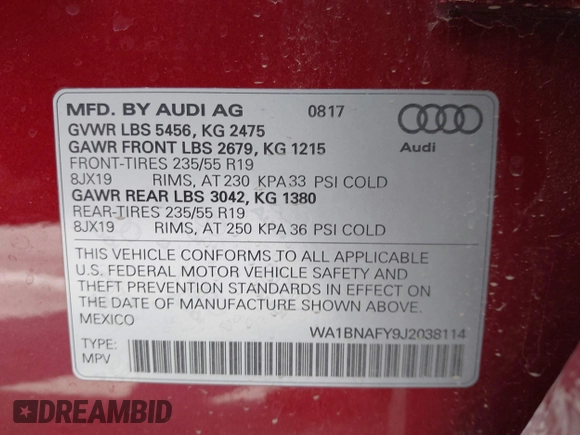 MFD. BY AUDI AG 0817
GVWR LBS 5456, KG 2475
GAWR FRONT LBS 2679, KG 1215
FRONT-TIRES 235/55 R19
8JX19 RIMS, AT 230 KPA 33 PSI COLD
GAWR REAR LBS 3042, KG 1380
REAR-TIRES 235/55 R19
8JX19 RIMS, AT 250 KPA 36 PSI COLD
Audi
THIS VEHICLE CONFORMS TO ALL APPLICABLE
U.S. FEDERAL MOTOR VEHICLE SAFETY AND
THEFT PREVENTION STANDARDS IN EFFECT ON
THE DATE OF MANUFACTURE SHOWN ABOVE.
MEXICO
WA1BNAFY9J2038114
TYPE:
MPV
DREAMBID